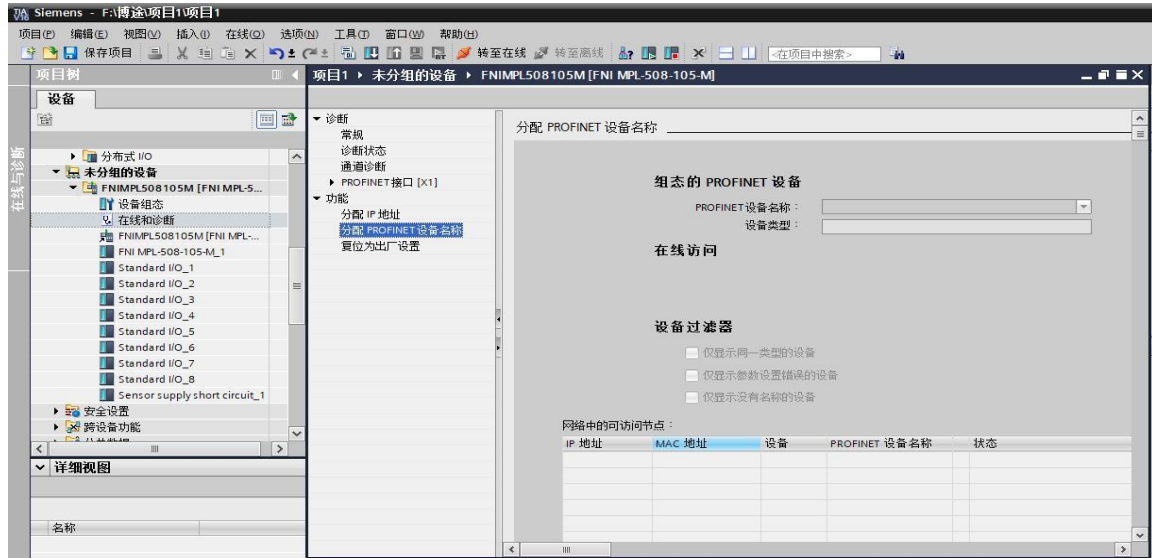 Siemens - F:\博途\项目1\项目1
项目(P) 编辑(E) 视图(V) 插入(I) 在线(O) 选项(N) 工具(T) 窗口(W) 帮助(H)
保存项目 转至在线 转至离线 <在项目中搜索>
项目树
设备
在线与诊断
分布式 I/O
未分组的设备
FNIMPL508105M [FNI MPL-5...
设备组态
在线和诊断
FNIMPL508105M [FNI MPL-...
FNI MPL-508-105-M_1
Standard I/O_1
Standard I/O_2
Standard I/O_3
Standard I/O_4
Standard I/O_5
Standard I/O_6
Standard I/O_7
Standard I/O_8
Sensor supply short circuit_1
安全设置
跨设备功能
详细视图
名称
项目1 ▸ 未分组的设备 ▸ FNIMPL508105M [FNI MPL-508-105-M]
诊断
常规
诊断状态
通道诊断
PROFINET 接口 [X1]
功能
分配 IP 地址
分配 PROFINET 设备名称
复位为出厂设置
分配 PROFINET 设备名称
组态的 PROFINET 设备
PROFINET 设备名称：
设备类型：
在线访问
设备过滤器
仅显示同一类型的设备
仅显示参数设置错误的设备
仅显示没有名称的设备
网络中的可访问节点：
IP 地址 MAC 地址 设备 PROFINET 设备名称 状态